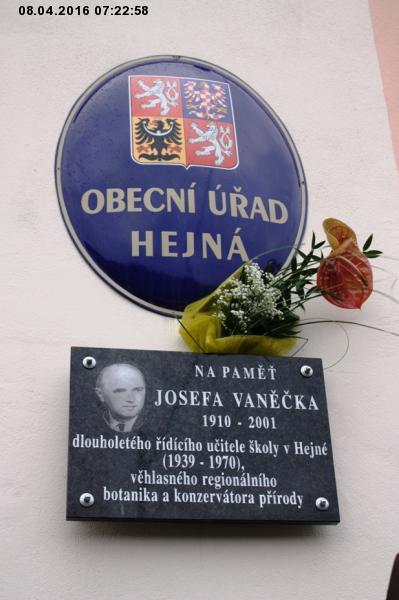 08.04.2016 07:22:58
OBECNÍ ÚŘAD
HEJNÁ
NA PAMĚŤ
JOSEFA VANĚČKA
1910 - 2001
dlouholetého řídícího učitele školy v Hejné
(1939 - 1970),
věhlasného regionálního
botanika a konzervátora přírody